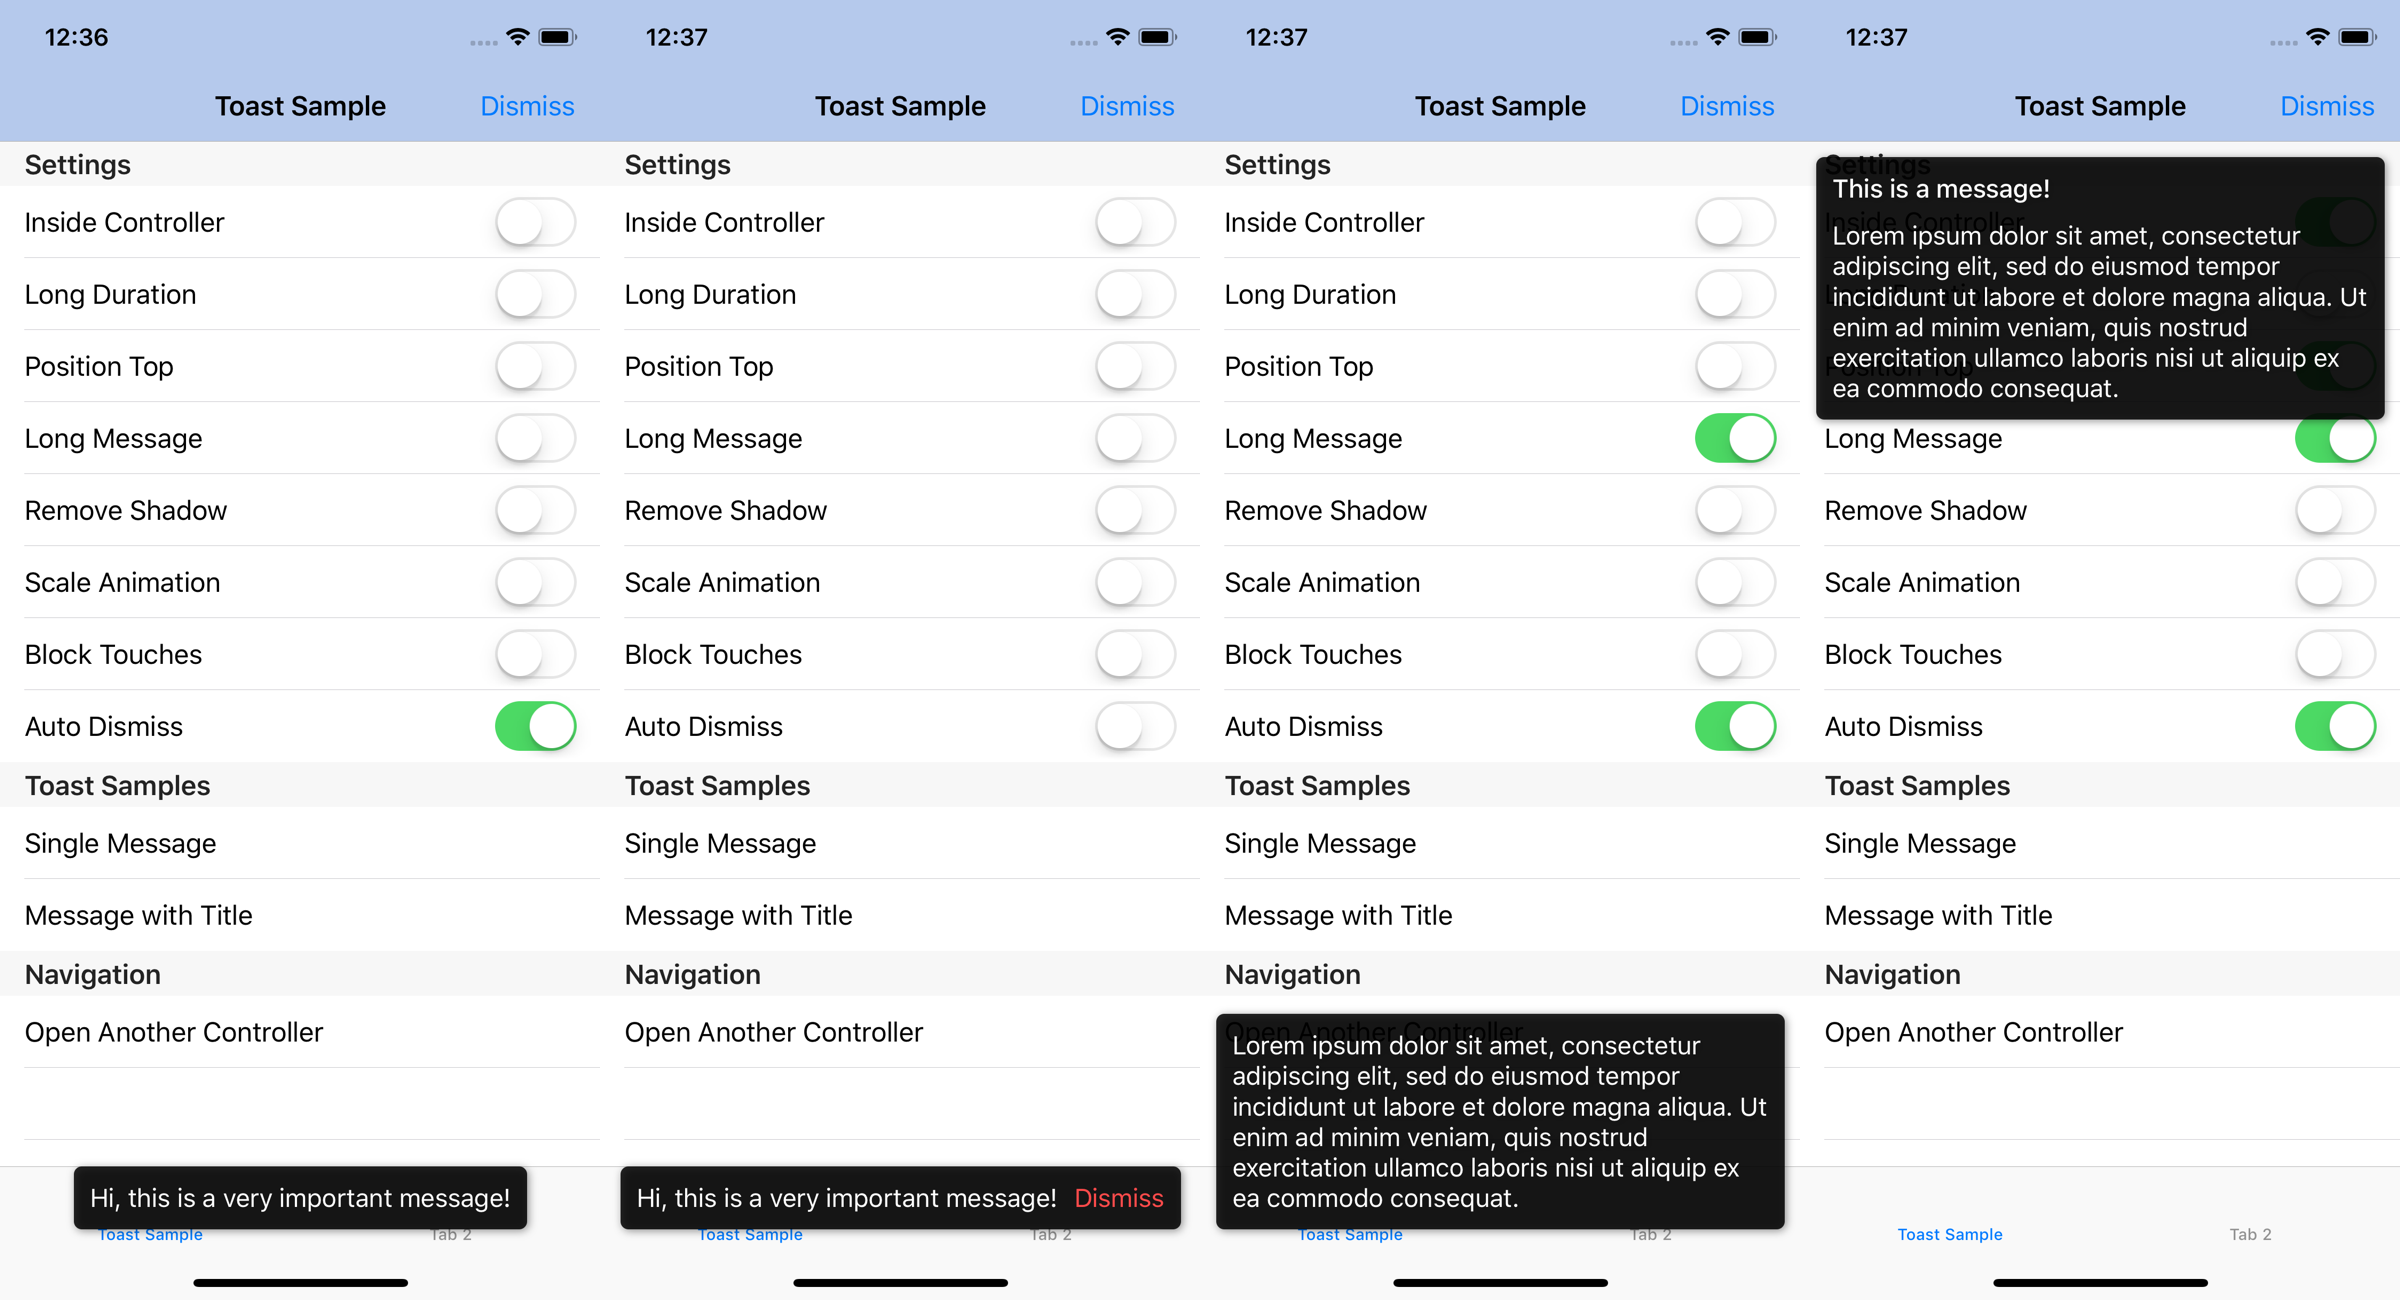 12:36
Toast Sample
Dismiss
Settings
Inside Controller
Long Duration
Position Top
Long Message
Remove Shadow
Scale Animation
Block Touches
Auto Dismiss
Toast Samples
Single Message
Message with Title
Navigation
Open Another Controller
Hi, this is a very important message!
Toast Sample
Tab 2
12:37
Toast Sample
Dismiss
Settings
Inside Controller
Long Duration
Position Top
Long Message
Remove Shadow
Scale Animation
Block Touches
Auto Dismiss
Toast Samples
Single Message
Message with Title
Navigation
Open Another Controller
Hi, this is a very important message! Dismiss
Toast Sample
Tab 2
12:37
Toast Sample
Dismiss
Settings
Inside Controller
Long Duration
Position Top
Long Message
Remove Shadow
Scale Animation
Block Touches
Auto Dismiss
Toast Samples
Single Message
Message with Title
Navigation
Open Another Controller
Lorem ipsum dolor sit amet, consectetur
adipiscing elit, sed do eiusmod tempor
incididunt ut labore et dolore magna aliqua. Ut
enim ad minim veniam, quis nostrud
exercitation ullamco laboris nisi ut aliquip ex
ea commodo consequat.
Toast Sample
Tab 2
12:37
Toast Sample
Dismiss
Settings
This is a message!
Inside Controller
Lorem ipsum dolor sit amet, consectetur
adipiscing elit, sed do eiusmod tempor
Long Duration
incididunt ut labore et dolore magna aliqua. Ut
enim ad minim veniam, quis nostrud
exercitation ullamco laboris nisi ut aliquip ex
Position Top
ea commodo consequat.
Long Message
Remove Shadow
Scale Animation
Block Touches
Auto Dismiss
Toast Samples
Single Message
Message with Title
Navigation
Open Another Controller
Toast Sample
Tab 2